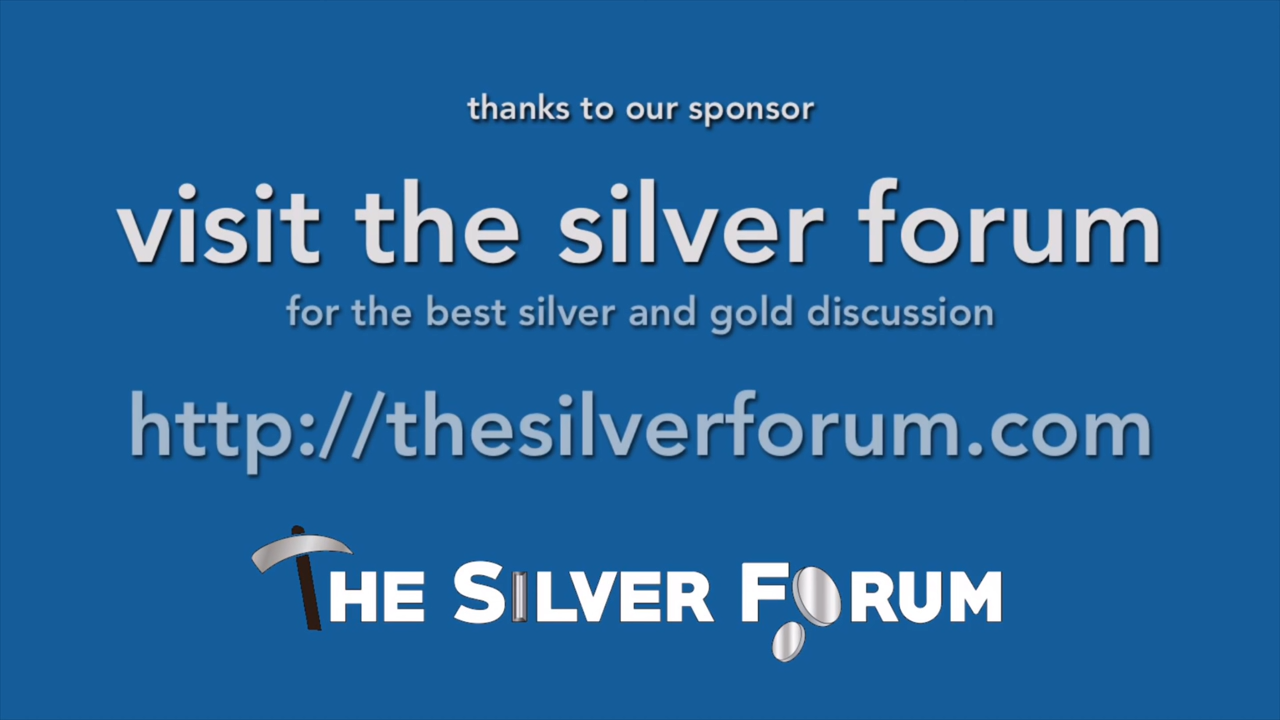 thanks to our sponsor
visit the silver forum
for the best silver and gold discussion
http://thesilverforum.com
THE SILVER FORUM